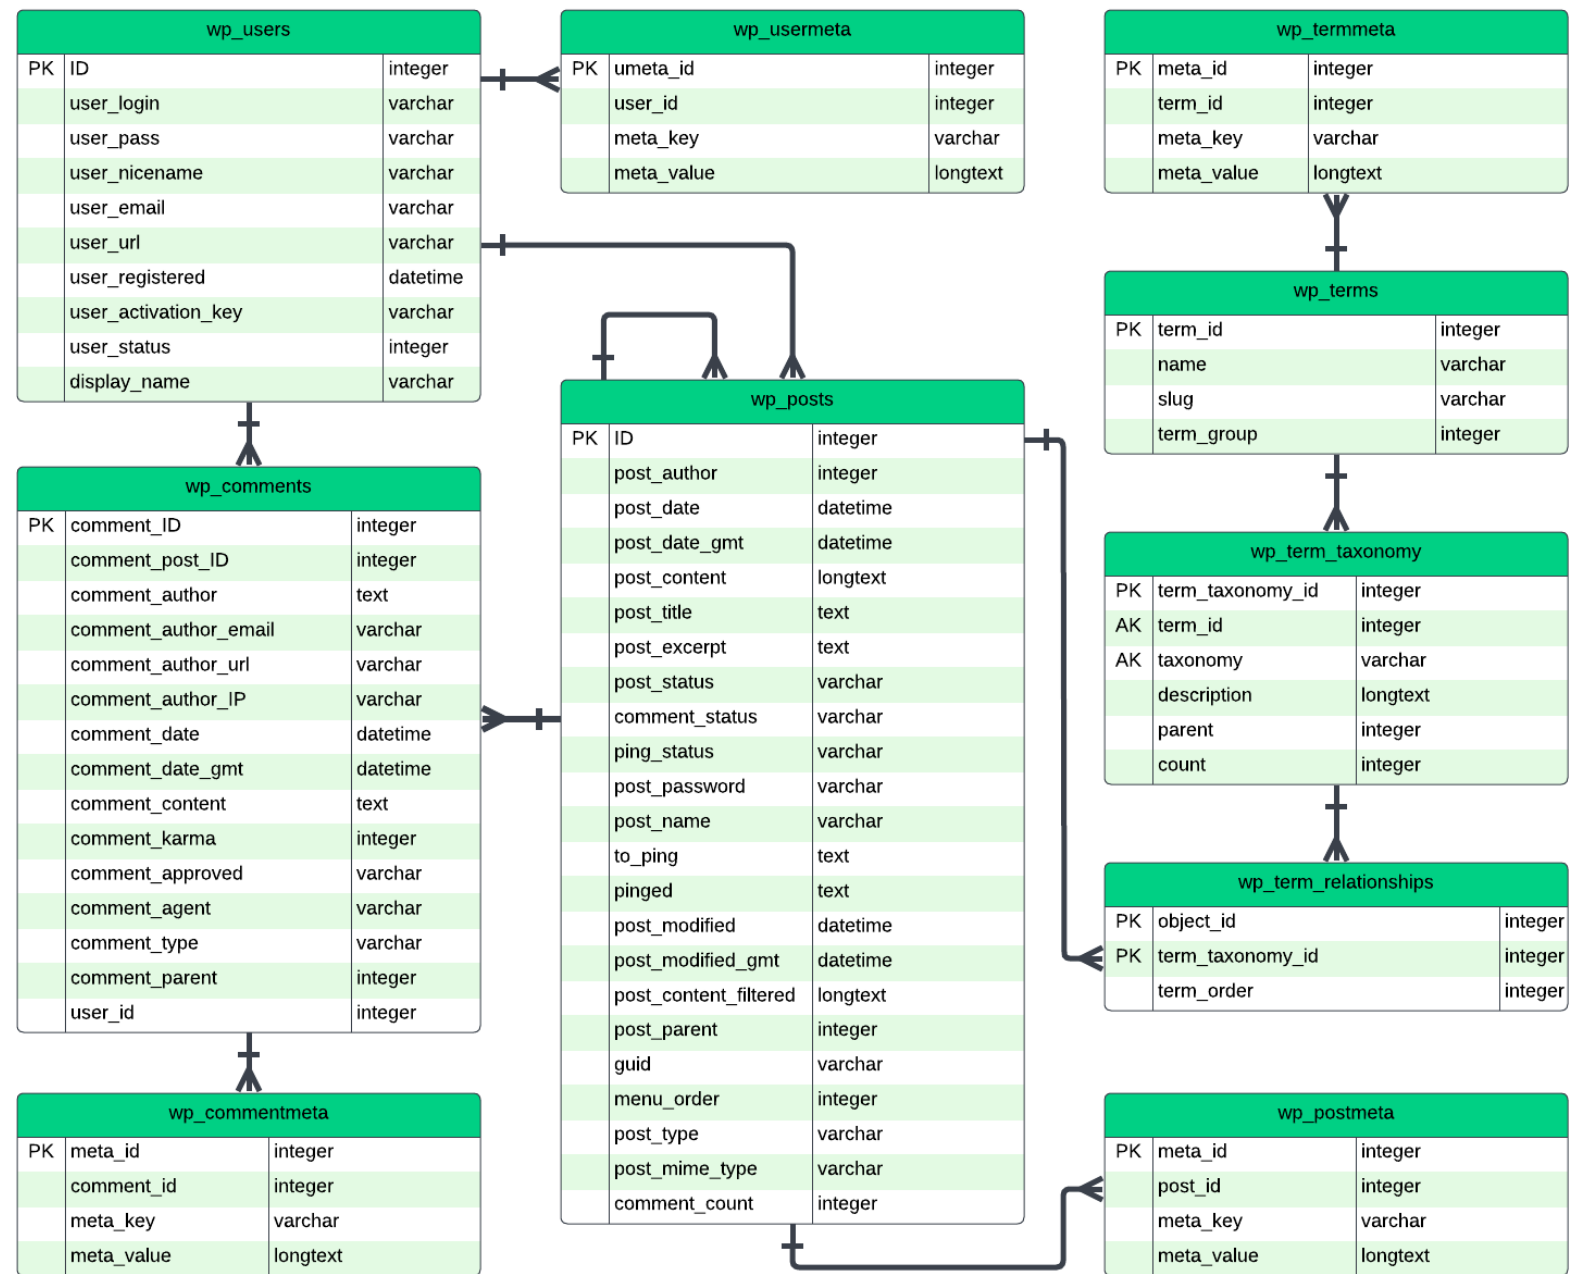 wp_users
PK ID integer
user_login varchar
user_pass varchar
user_nicename varchar
user_email varchar
user_url varchar
user_registered datetime
user_activation_key varchar
user_status integer
display_name varchar
wp_usermeta
PK umeta_id integer
user_id integer
meta_key varchar
meta_value longtext
wp_termmeta
PK meta_id integer
term_id integer
meta_key varchar
meta_value longtext
wp_terms
PK term_id integer
name varchar
slug varchar
term_group integer
wp_comments
PK comment_ID integer
comment_post_ID integer
comment_author text
comment_author_email varchar
comment_author_url varchar
comment_author_IP varchar
comment_date datetime
comment_date_gmt datetime
comment_content text
comment_karma integer
comment_approved varchar
comment_agent varchar
comment_type varchar
comment_parent integer
user_id integer
wp_posts
PK ID integer
post_author integer
post_date datetime
post_date_gmt datetime
post_content longtext
post_title text
post_excerpt text
post_status varchar
comment_status varchar
ping_status varchar
post_password varchar
post_name varchar
to_ping text
pinged text
post_modified datetime
post_modified_gmt datetime
post_content_filtered longtext
post_parent integer
guid varchar
menu_order integer
post_type varchar
post_mime_type varchar
comment_count integer
wp_term_taxonomy
PK term_taxonomy_id integer
AK term_id integer
AK taxonomy varchar
description longtext
parent integer
count integer
wp_term_relationships
PK object_id integer
PK term_taxonomy_id integer
term_order integer
wp_commentmeta
PK meta_id integer
comment_id integer
meta_key varchar
meta_value longtext
wp_postmeta
PK meta_id integer
post_id integer
meta_key varchar
meta_value longtext